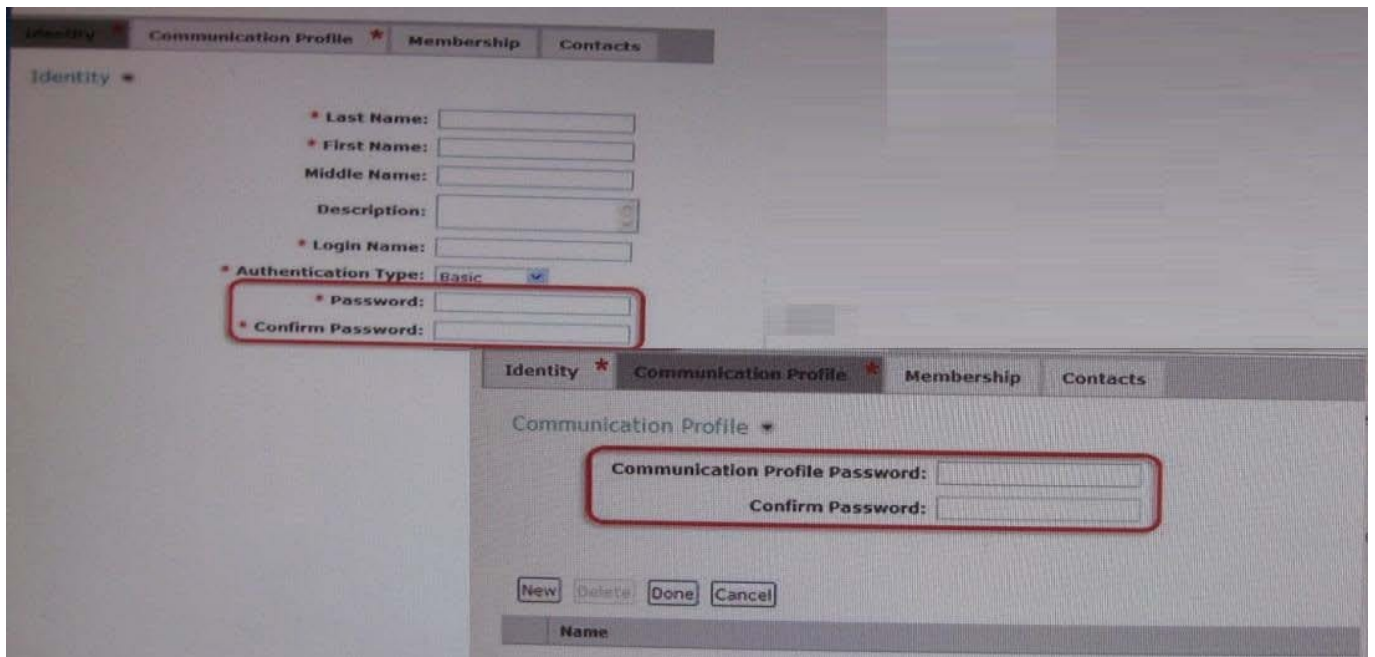 Identity * Communication Profile * Membership Contacts
Identity
* Last Name:
* First Name:
Middle Name:
Description:
* Login Name:
* Authentication Type: Basic
* Password:
* Confirm Password:
Identity * Communication Profile * Membership Contacts
Communication Profile
Communication Profile Password:
Confirm Password:
New Delete Done Cancel
Name